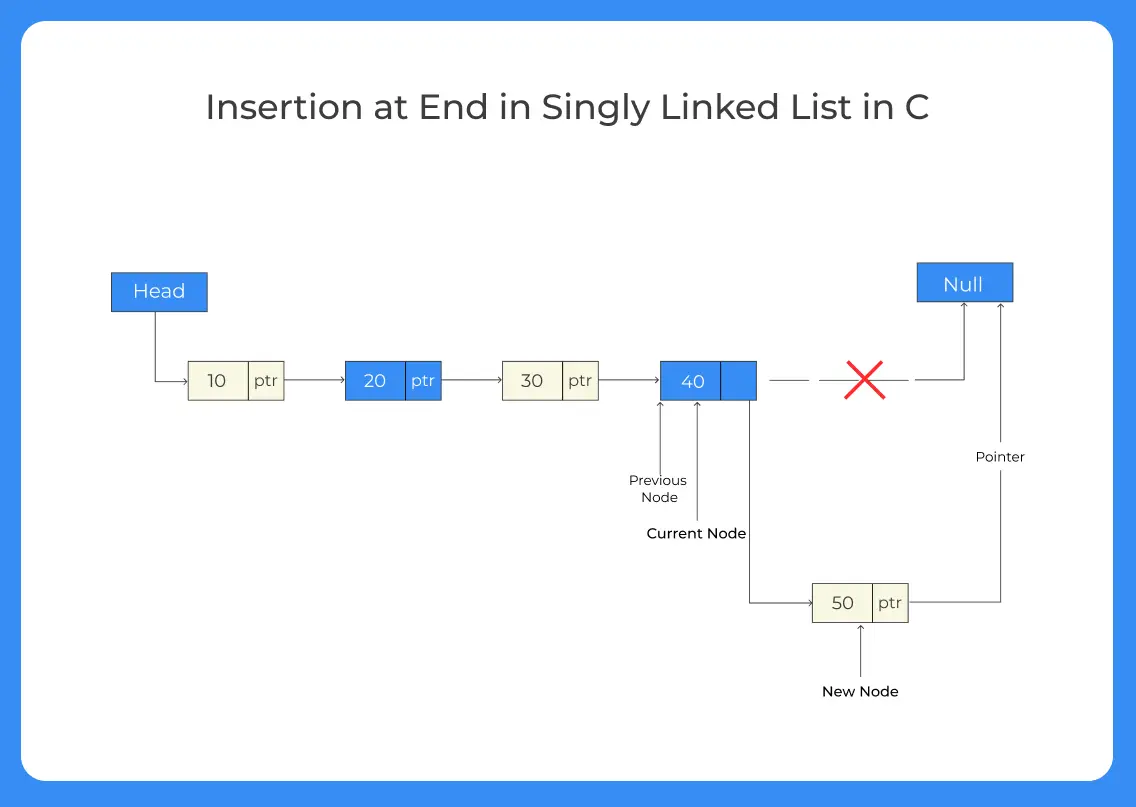 Insertion at End in Singly Linked List in C
Head
Null
10
ptr
20
ptr
30
ptr
40
Pointer
Previous
Node
Current Node
50
ptr
New Node